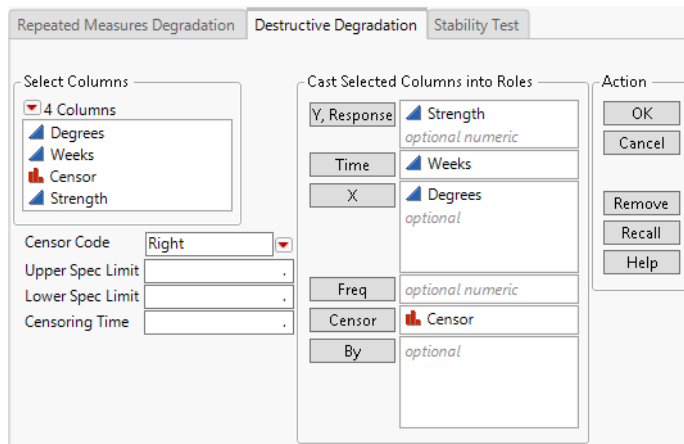 Repeated Measures Degradation Destructive Degradation Stability Test
Select Columns
4 Columns
Degrees
Weeks
Censor
Strength
Censor Code Right
Upper Spec Limit .
Lower Spec Limit .
Censoring Time .
Cast Selected Columns into Roles
Y, Response Strength
optional numeric
Time Weeks
X Degrees
optional
Freq optional numeric
Censor Censor
By optional
Action
OK
Cancel
Remove
Recall
Help